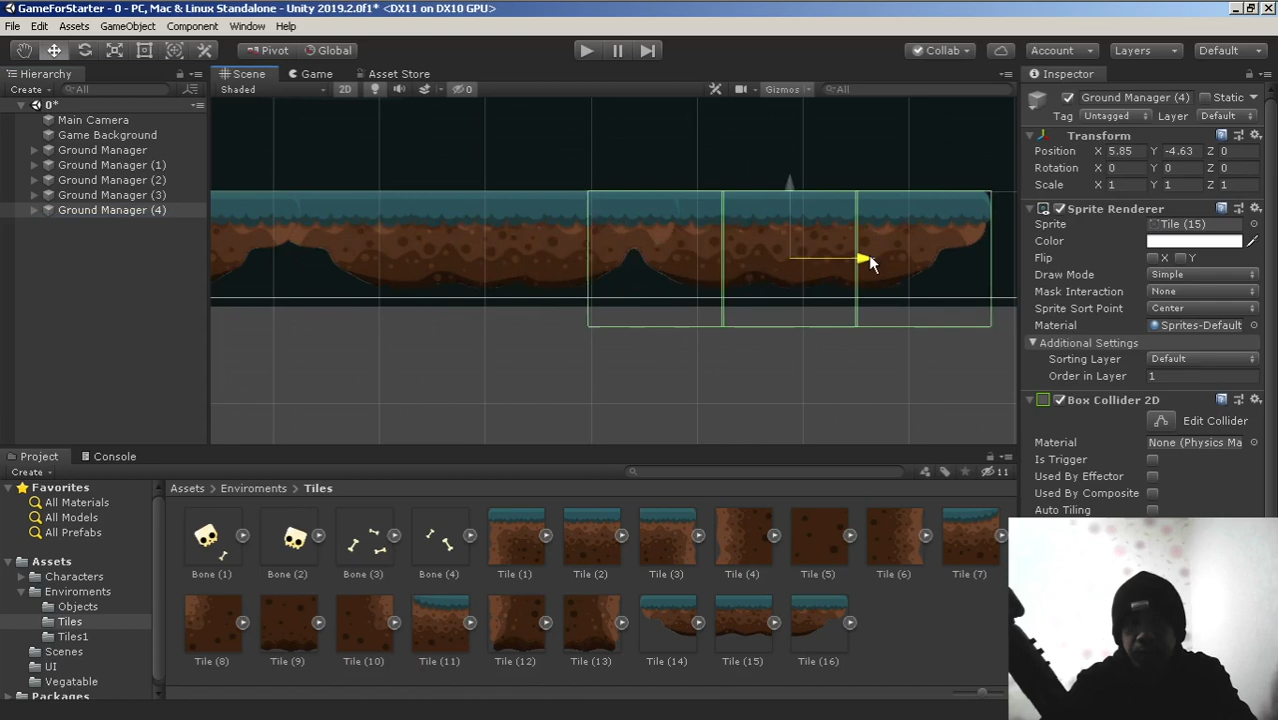 GameForStarter - 0 - PC, Mac & Linux Standalone - Unity 2019.2.0f1* <DX11 on DX10 GPU>
File Edit Assets GameObject Component Window Help
Pivot Global Collab Account Layers Default
Hierarchy
Create All
0*
Main Camera
Game Background
Ground Manager
Ground Manager (1)
Ground Manager (2)
Ground Manager (3)
Ground Manager (4)
Scene Game Asset Store
Shaded 2D 0 Gizmos All
Inspector
Ground Manager (4) Static
Tag Untagged Layer Default
Transform
Position X 5.85 Y -4.63 Z 0
Rotation X 0 Y 0 Z 0
Scale X 1 Y 1 Z 1
Sprite Renderer
Sprite Tile (15)
Color
Flip X Y
Draw Mode Simple
Mask Interaction None
Sprite Sort Point Center
Material Sprites-Default
Additional Settings
Sorting Layer Default
Order in Layer 1
Box Collider 2D
Edit Collider
Material None (Physics Ma
Is Trigger
Used By Effector
Used By Composite
Auto Tiling
Project Console
Create 11
Favorites
All Materials
All Models
All Prefabs
Assets
Characters
Enviroments
Objects
Tiles
Tiles1
Scenes
UI
Vegatable
Packages
Assets Enviroments Tiles
Bone (1) Bone (2) Bone (3) Bone (4) Tile (1) Tile (2) Tile (3) Tile (4) Tile (5) Tile (6) Tile (7)
Tile (8) Tile (9) Tile (10) Tile (11) Tile (12) Tile (13) Tile (14) Tile (15) Tile (16)